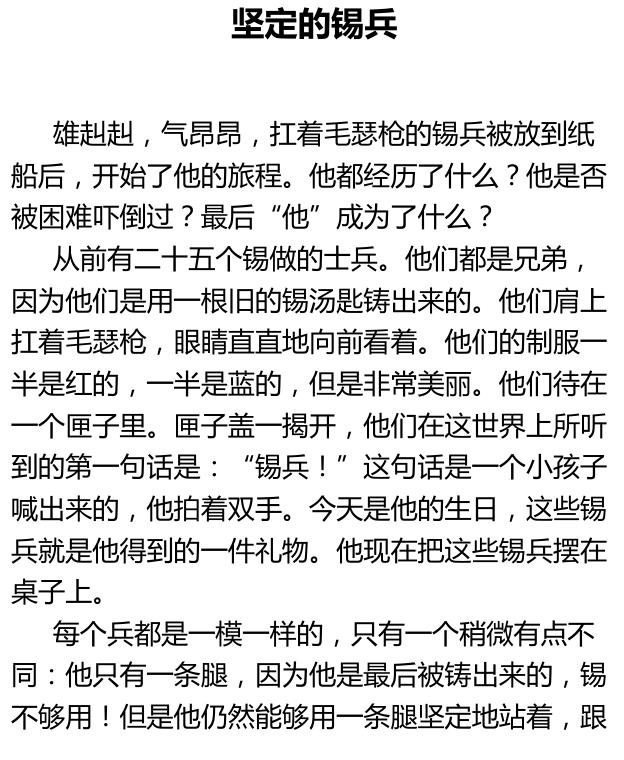 坚定的锡兵
雄赳赳，气昂昂，扛着毛瑟枪的锡兵被放到纸
船后，开始了他的旅程。他都经历了什么？他是否
被困难吓倒过？最后“他”成为了什么？
从前有二十五个锡做的士兵。他们都是兄弟，
因为他们是用一根旧的锡汤匙铸出来的。他们肩上
扛着毛瑟枪，眼睛直直地向前看着。他们的制服一
半是红的，一半是蓝的，但是非常美丽。他们待在
一个匣子里。匣子盖一揭开，他们在这世界上所听
到的第一句话是：“锡兵！”这句话是一个小孩子
喊出来的，他拍着双手。今天是他的生日，这些锡
兵就是他得到的一件礼物。他现在把这些锡兵摆在
桌子上。
每个兵都是一模一样的，只有一个稍微有点不
同：他只有一条腿，因为他是最后被铸出来的，锡
不够用！但是他仍然能够用一条腿坚定地站着，跟